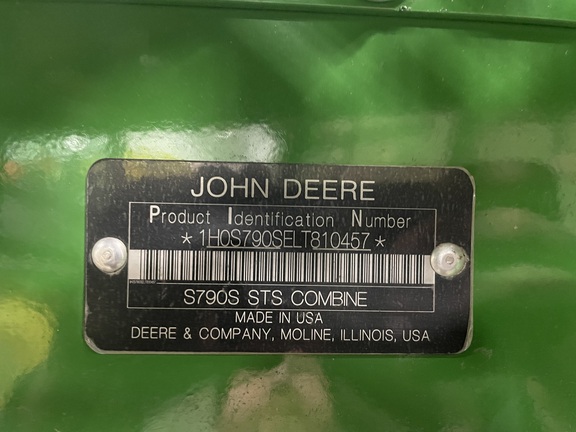 JOHN DEERE
Product Identification Number
* 1H0S790SELT810457 *
S790S STS COMBINE
MADE IN USA
DEERE & COMPANY, MOLINE, ILLINOIS, USA